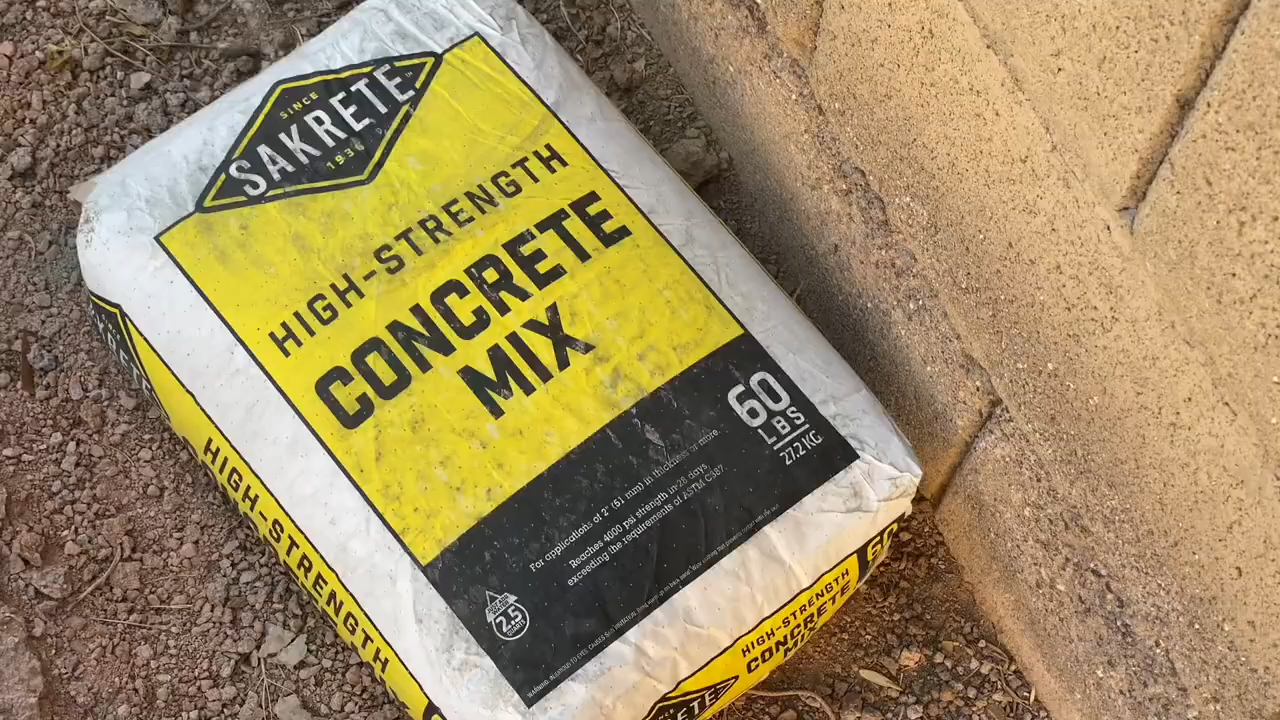 SINCE
SAKRETE™
1936
HIGH-STRENGTH
CONCRETE
MIX
60
LBS
27.2 KG
For applications of 2" (51 mm) in thickness or more.
Reaches 4000 psi strength in 28 days,
exceeding the requirements of ASTM C387.
2.5
QUARTS
HIGH-STRENGTH
HIGH-STRENGTH
CONCRETE
MIX
60